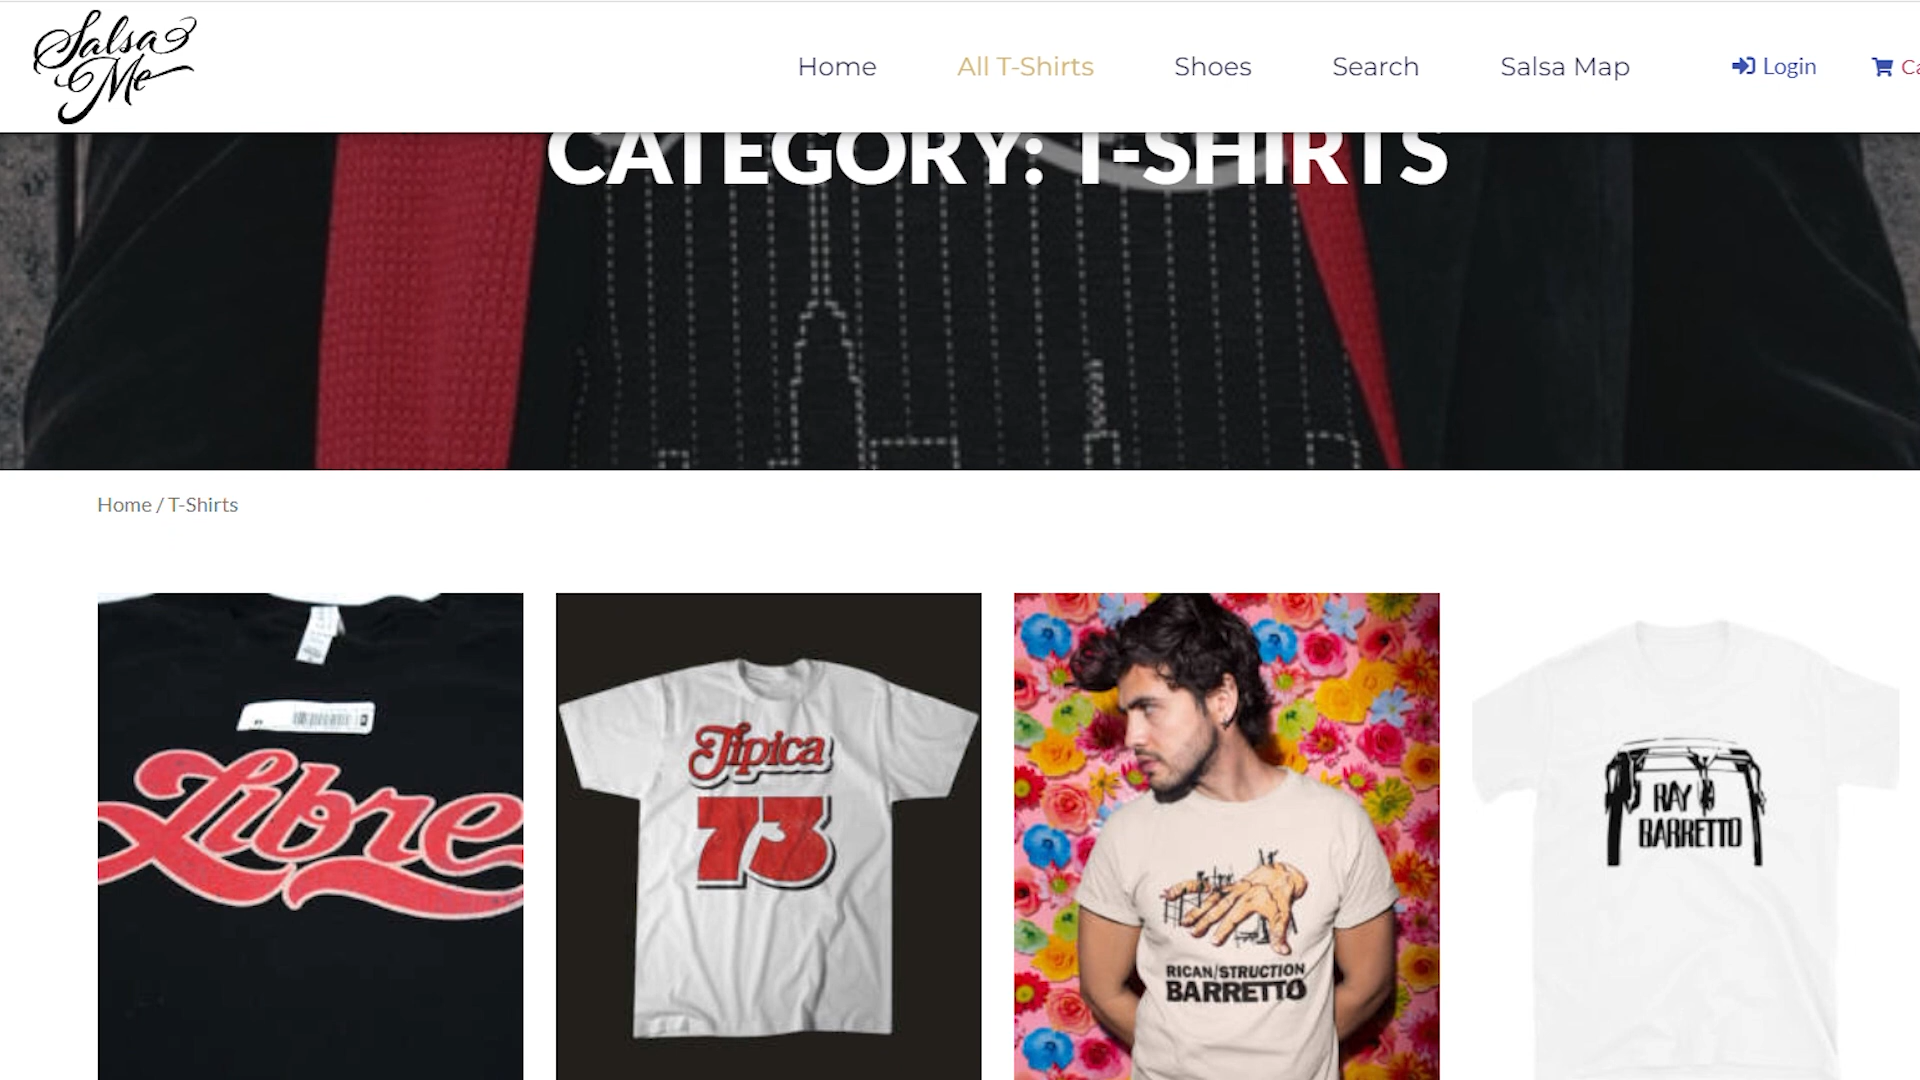 Salsa
Me
Home
All T-Shirts
Shoes
Search
Salsa Map
Login
CATEGORY: T-SHIRTS
Home / T-Shirts
Libre
Típica
73
RICAN/STRUCTION
BARRETTO
RAY
BARRETTO